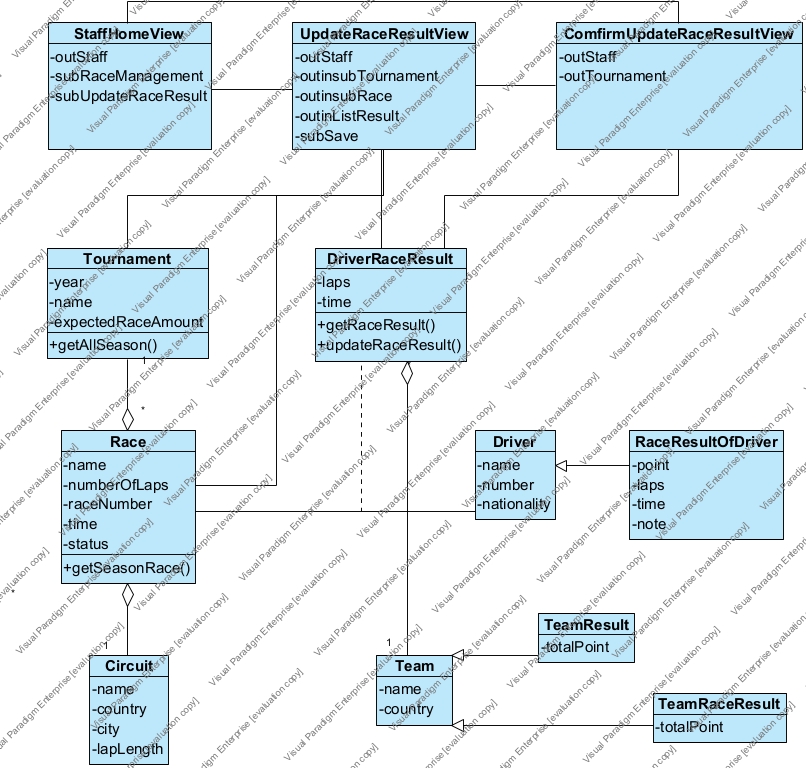 StaffHomeView
-outStaff
-subRaceManagement
-subUpdateRaceResult
UpdateRaceResultView
-outStaff
-outinsubTournament
-outinsubRace
-outinListResult
-subSave
ComfirmUpdateRaceResultView
-outStaff
-outTournament
Tournament
-year
-name
-expectedRaceAmount
+getAllSeason()
DriverRaceResult
-laps
-time
+getRaceResult()
+updateRaceResult()
1
*
Race
-name
-numberOfLaps
-raceNumber
-time
-status
+getSeasonRace()
Driver
-name
-number
-nationality
RaceResultOfDriver
-point
-laps
-time
-note
*
1
Circuit
-name
-country
-city
-lapLength
1
Team
-name
-country
TeamResult
-totalPoint
TeamRaceResult
-totalPoint
Visual Paradigm Enterprise [evaluation copy]